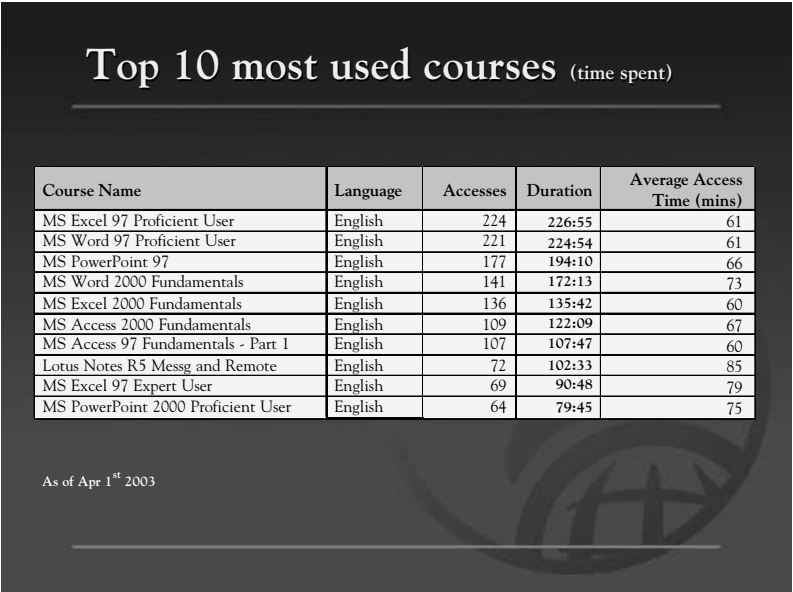 Top 10 most used courses (time spent)
Course Name Language Accesses Duration Average Access Time (mins)
MS Excel 97 Proficient User English 224 226:55 61
MS Word 97 Proficient User English 221 224:54 61
MS PowerPoint 97 English 177 194:10 66
MS Word 2000 Fundamentals English 141 172:13 73
MS Excel 2000 Fundamentals English 136 135:42 60
MS Access 2000 Fundamentals English 109 122:09 67
MS Access 97 Fundamentals - Part 1 English 107 107:47 60
Lotus Notes R5 Messg and Remote English 72 102:33 85
MS Excel 97 Expert User English 69 90:48 79
MS PowerPoint 2000 Proficient User English 64 79:45 75
As of Apr 1st 2003